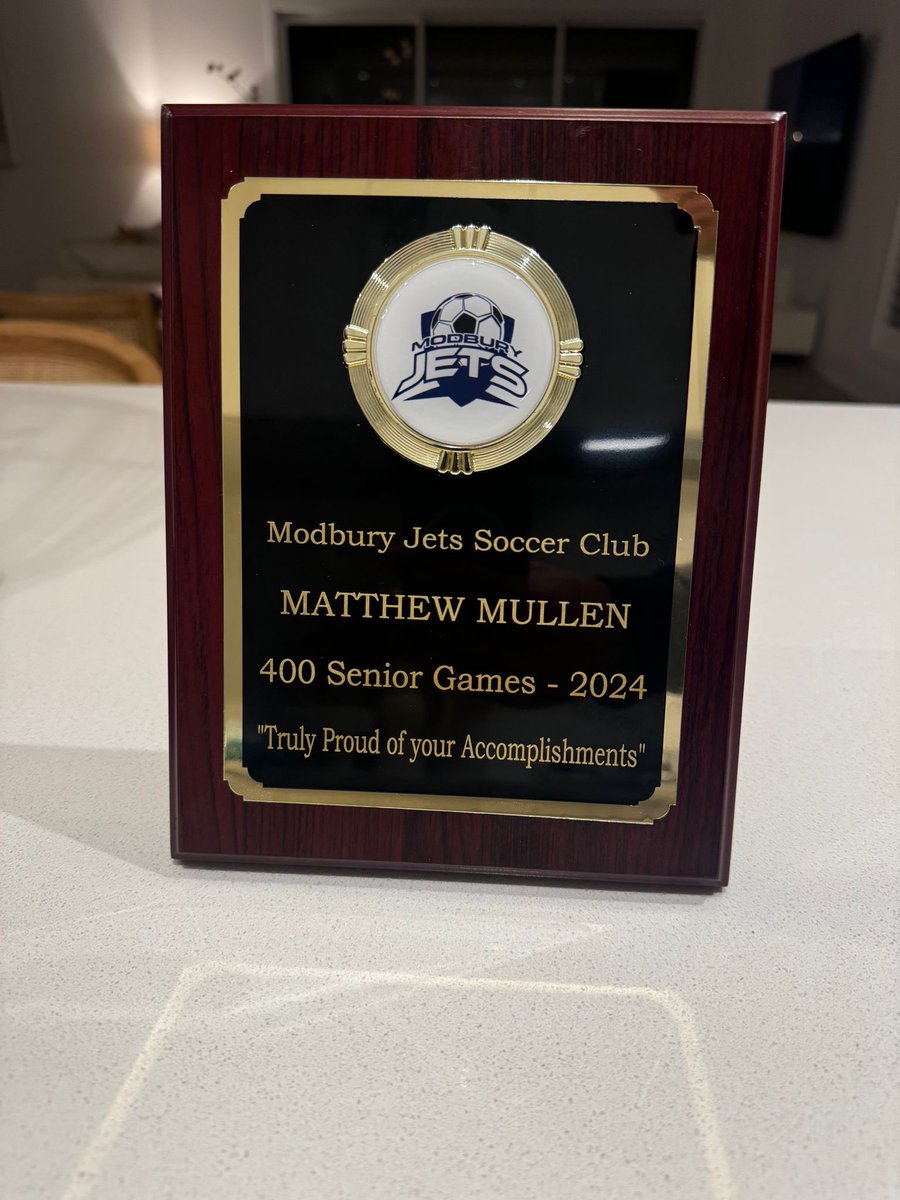 MODBURY
JETS
Modbury Jets Soccer Club
MATTHEW MULLEN
400 Senior Games - 2024
"Truly Proud of your Accomplishments"